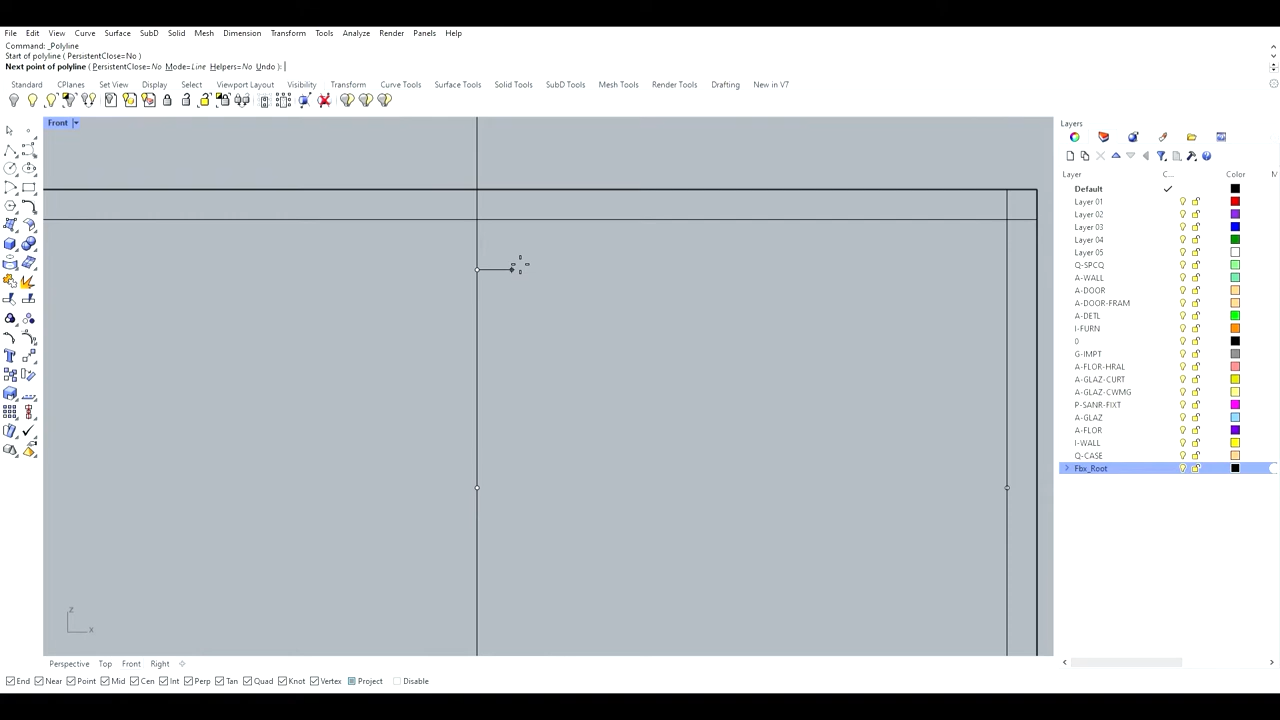 File Edit View Curve Surface SubD Solid Mesh Dimension Transform Tools Analyze Render Panels Help
Command: _Polyline
Start of polyline ( PersistentClose=No )
Next point of polyline ( PersistentClose=No Mode=Line Helpers=No Undo ):
Standard CPlanes Set View Display Select Viewport Layout Visibility Transform Curve Tools Surface Tools Solid Tools SubD Tools Mesh Tools Render Tools Drafting New in V7
Front
Layers
Layer C... Color M
Default
Layer 01
Layer 02
Layer 03
Layer 04
Layer 05
Q-SPCQ
A-WALL
A-DOOR
A-DOOR-FRAM
A-DETL
I-FURN
0
G-IMPT
A-FLOR-HRAL
A-GLAZ-CURT
A-GLAZ-CWMG
P-SANR-FIXT
A-GLAZ
A-FLOR
I-WALL
Q-CASE
Fbx_Root
z
x
Perspective Top Front Right
End Near Point Mid Cen Int Perp Tan Quad Knot Vertex Project Disable